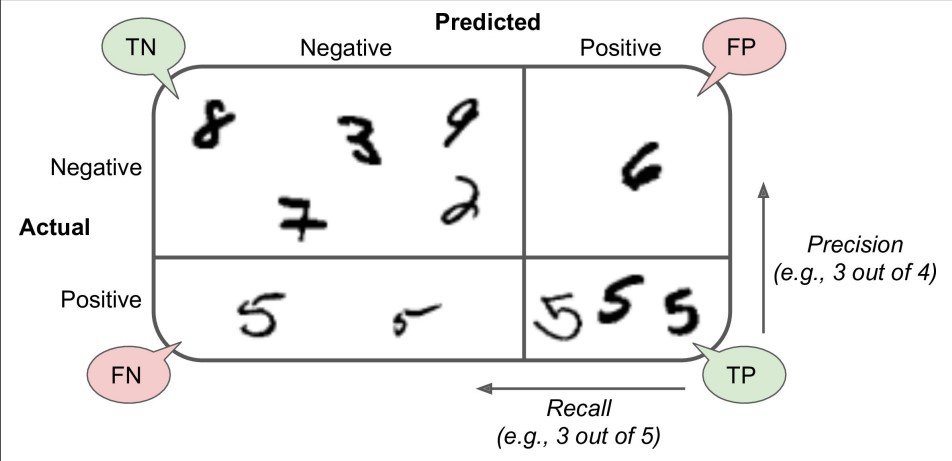 Predicted
TN
Negative
Positive
FP
8
3
9
Negative
6
7
2
Actual
Precision
(e.g., 3 out of 4)
Positive
5
5
5
5
5
FN
TP
Recall
(e.g., 3 out of 5)